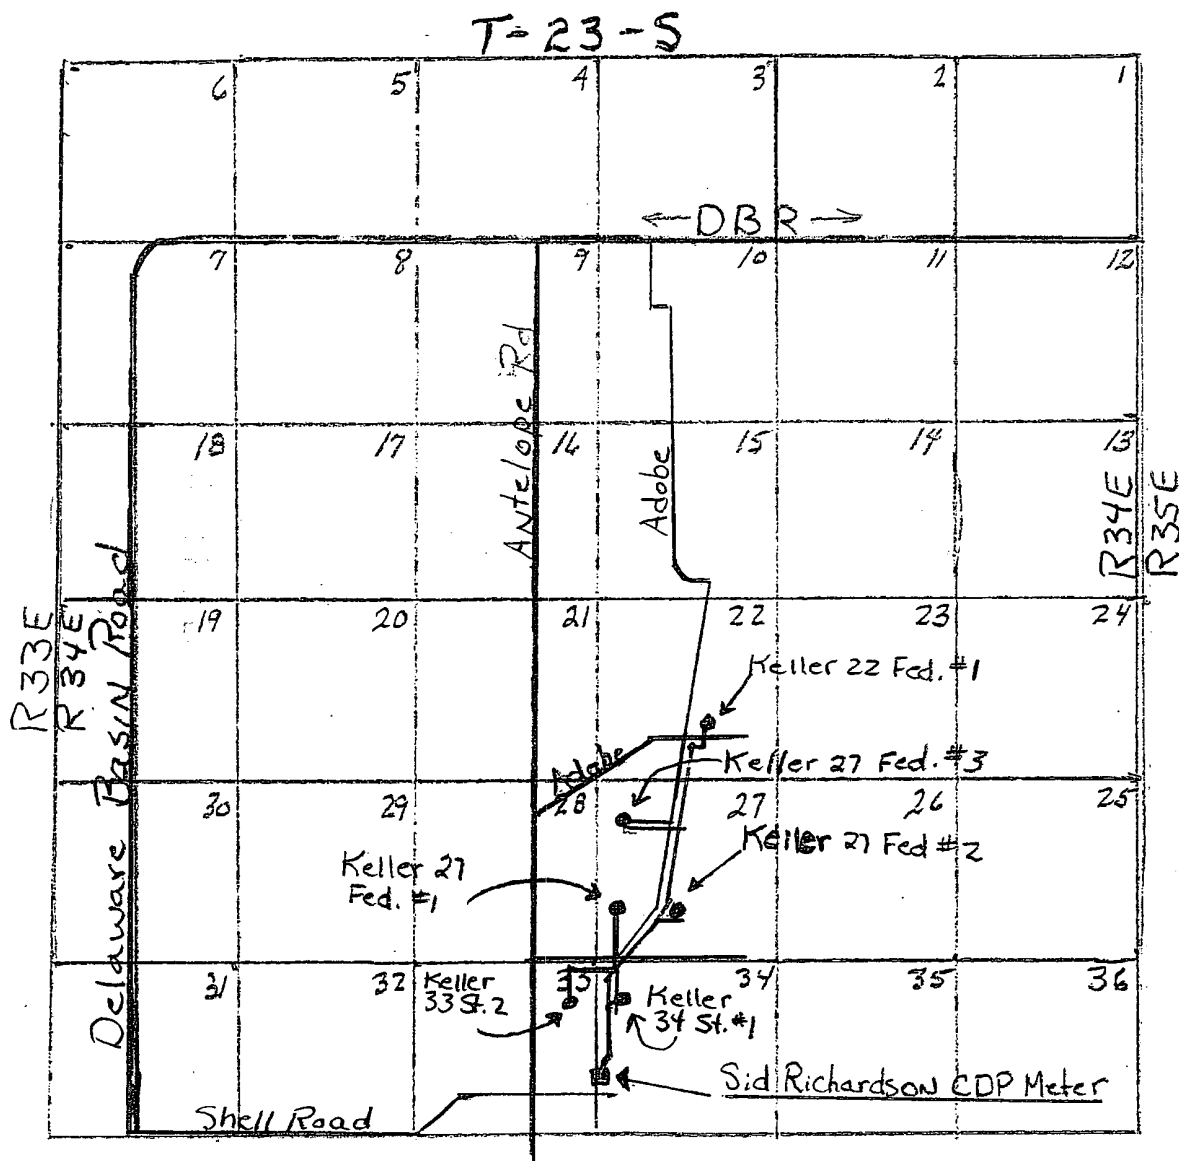 T-23-S
6 5 4 3 2 1
← DBR →
7 8 9 10 11 12
Antelope Rd
18 17 16 15 14 13
Adobe
R34E
R35E
19 20 21 22 23 24
R33E
R34E
Delaware Basin Road
Keller 22 Fed. #1
Adobe
Keller 27 Fed. #3
30 29 28 27 26 25
Keller 27 Fed #2
Keller 27
Fed. #1
31 32 33 34 35 36
Keller
33 St. 2
Keller
34 St. #1
Sid Richardson CDP Meter
Shell Road